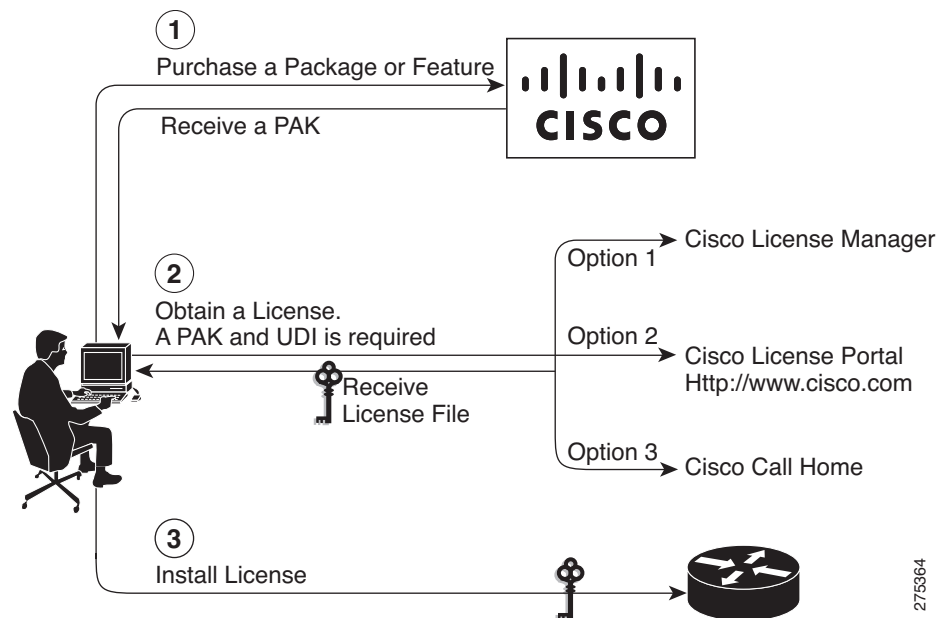 1
Purchase a Package or Feature
CISCO
Receive a PAK
Option 1
Cisco License Manager
2
Obtain a License.
A PAK and UDI is required
Option 2
Cisco License Portal
Http://www.cisco.com
Receive
License File
Option 3
Cisco Call Home
3
Install License
275364